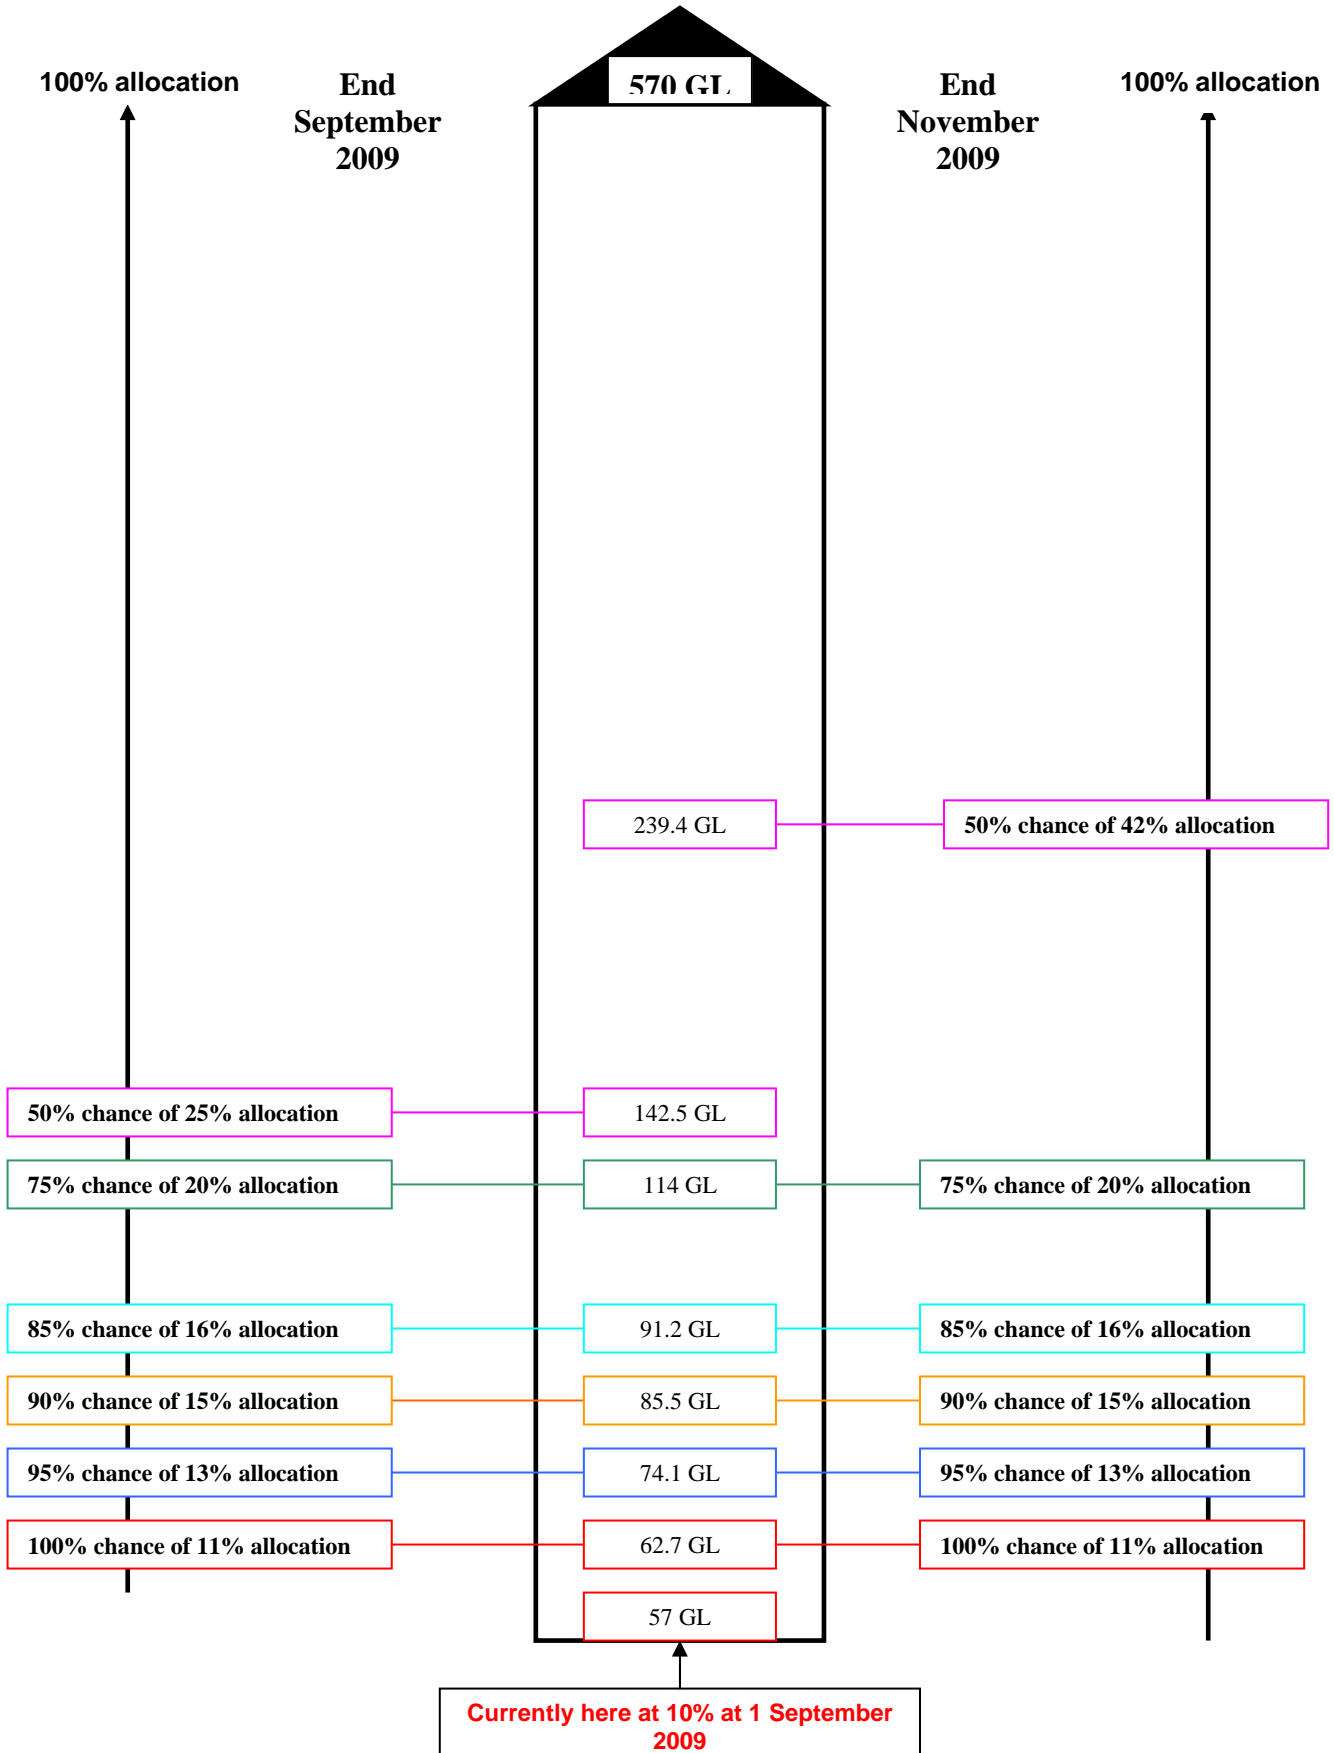 100% allocation
End
September
2009
570 GL
End
November
2009
100% allocation
239.4 GL
50% chance of 42% allocation
50% chance of 25% allocation
142.5 GL
75% chance of 20% allocation
114 GL
75% chance of 20% allocation
85% chance of 16% allocation
91.2 GL
85% chance of 16% allocation
90% chance of 15% allocation
85.5 GL
90% chance of 15% allocation
95% chance of 13% allocation
74.1 GL
95% chance of 13% allocation
100% chance of 11% allocation
62.7 GL
100% chance of 11% allocation
57 GL
Currently here at 10% at 1 September
2009